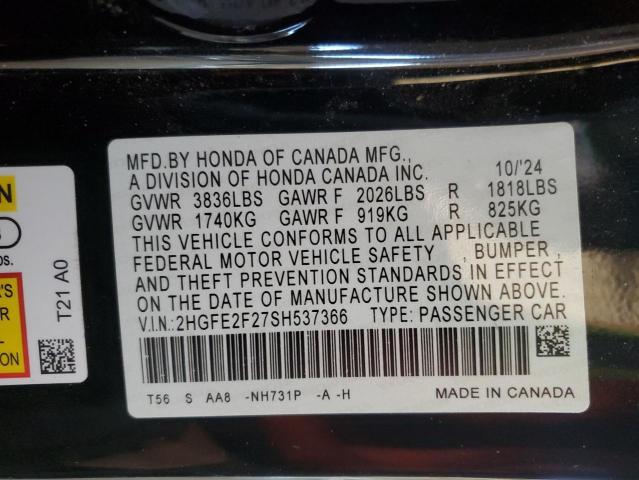 MFD.BY HONDA OF CANADA MFG.,
A DIVISION OF HONDA CANADA INC. 10/'24
GVWR 3836LBS GAWR F 2026LBS R 1818LBS
GVWR 1740KG GAWR F 919KG R 825KG
THIS VEHICLE CONFORMS TO ALL APPLICABLE
FEDERAL MOTOR VEHICLE SAFETY , BUMPER ,
AND THEFT PREVENTION STANDARDS IN EFFECT
ON THE DATE OF MANUFACTURE SHOWN ABOVE.
V.I.N.:2HGFE2F27SH537366 TYPE: PASSENGER CAR
T56 S AA8 -NH731P -A -H MADE IN CANADA
T21 A0